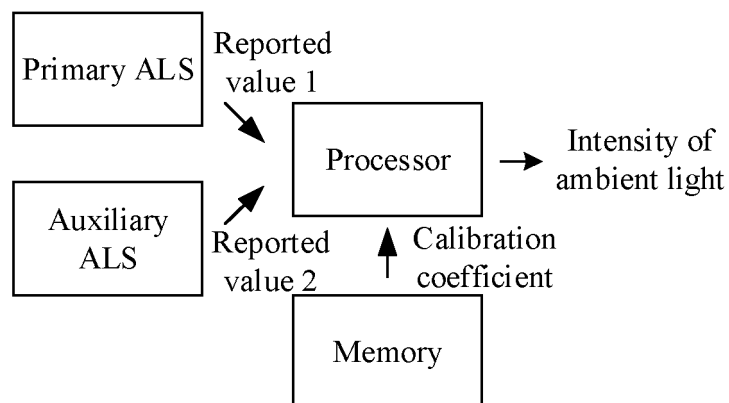 Primary ALS
Reported
value 1
Processor
Intensity of
ambient light
Auxiliary
ALS
Reported
value 2
Calibration
coefficient
Memory